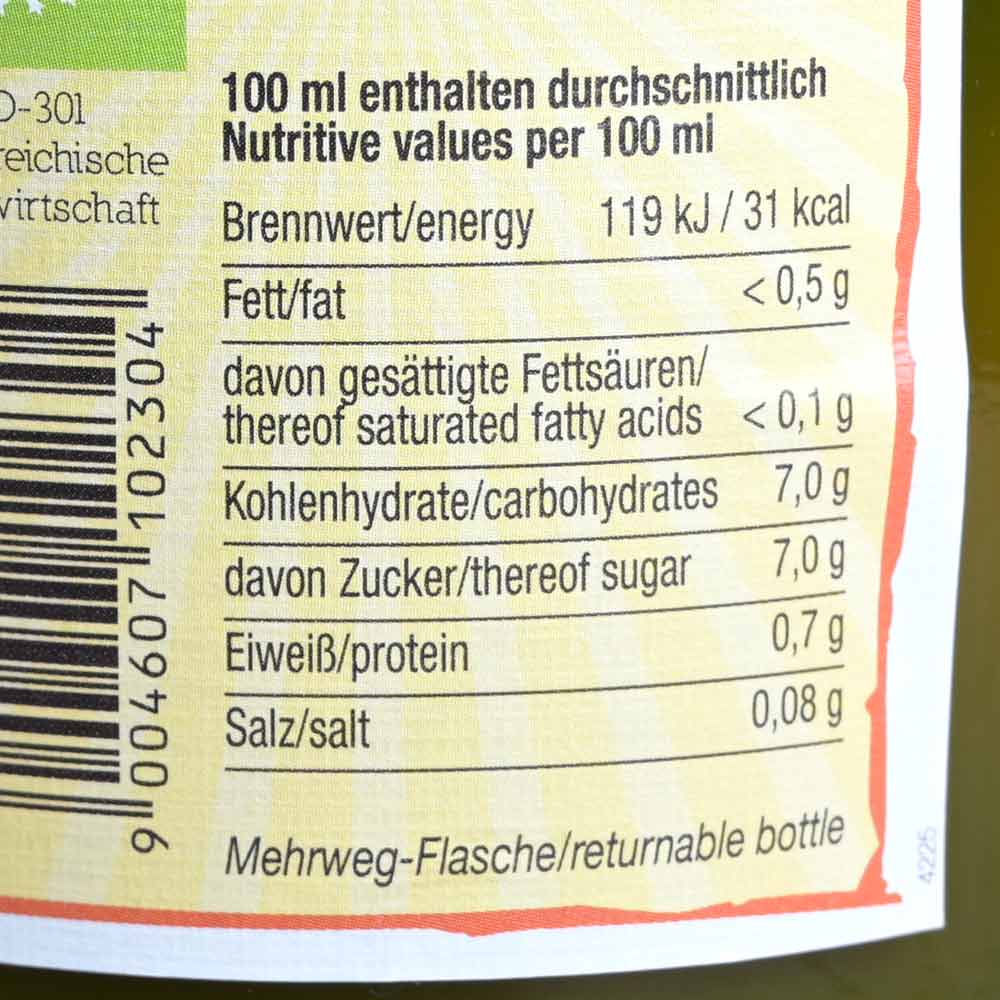 D-301
reichische
wirtschaft
100 ml enthalten durchschnittlich
Nutritive values per 100 ml
Brennwert/energy 119 kJ / 31 kcal
Fett/fat < 0,5 g
davon gesättigte Fettsäuren/
thereof saturated fatty acids < 0,1 g
Kohlenhydrate/carbohydrates 7,0 g
davon Zucker/thereof sugar 7,0 g
Eiweiß/protein 0,7 g
Salz/salt 0,08 g
Mehrweg-Flasche/returnable bottle
9 004607 102304
4225